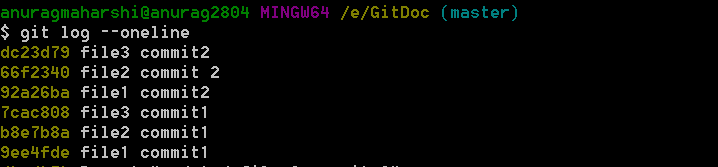 anuragmaharshi@anurag2804 MINGW64 /e/GitDoc (master)
$ git log --oneline
dc23d79 file3 commit2
66f2340 file2 commit 2
92a26ba file1 commit2
7cac808 file3 commit1
b8e7b8a file2 commit1
9ee4fde file1 commit1